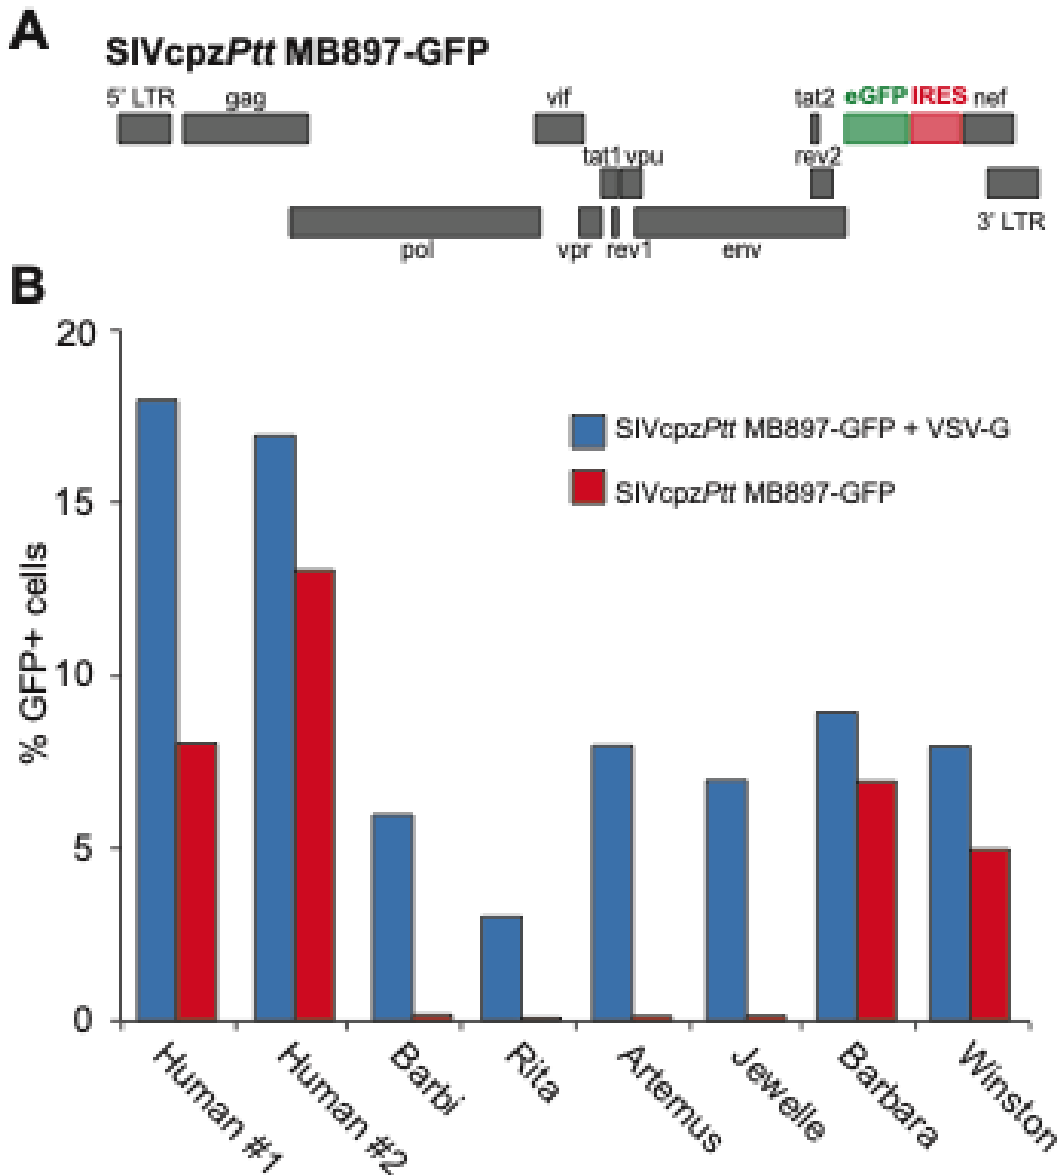 A
SIVcpzPtt MB897-GFP
5' LTR gag vif tat2 eGFP IRES nef
tat1 vpu rev2
3' LTR
pol vpr rev1 env
B
20
15
10
5
0
% GFP+ cells
SIVcpzPtt MB897-GFP + VSV-G
SIVcpzPtt MB897-GFP
Human #1
Human #2
Barbi
Rita
Artemus
Jewelle
Barbara
Winston